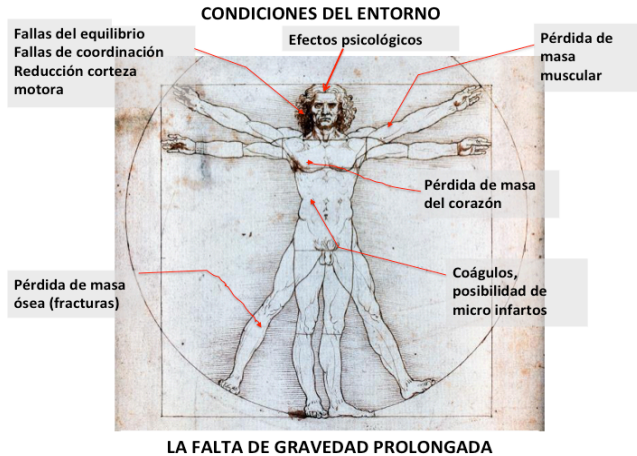 CONDICIONES DEL ENTORNO
Fallas del equilibrio
Fallas de coordinación
Reducción corteza
motora
Efectos psicológicos
Pérdida de
masa
muscular
Pérdida de masa
del corazón
Coágulos,
posibilidad de
micro infartos
Pérdida de masa
ósea (fracturas)
LA FALTA DE GRAVEDAD PROLONGADA